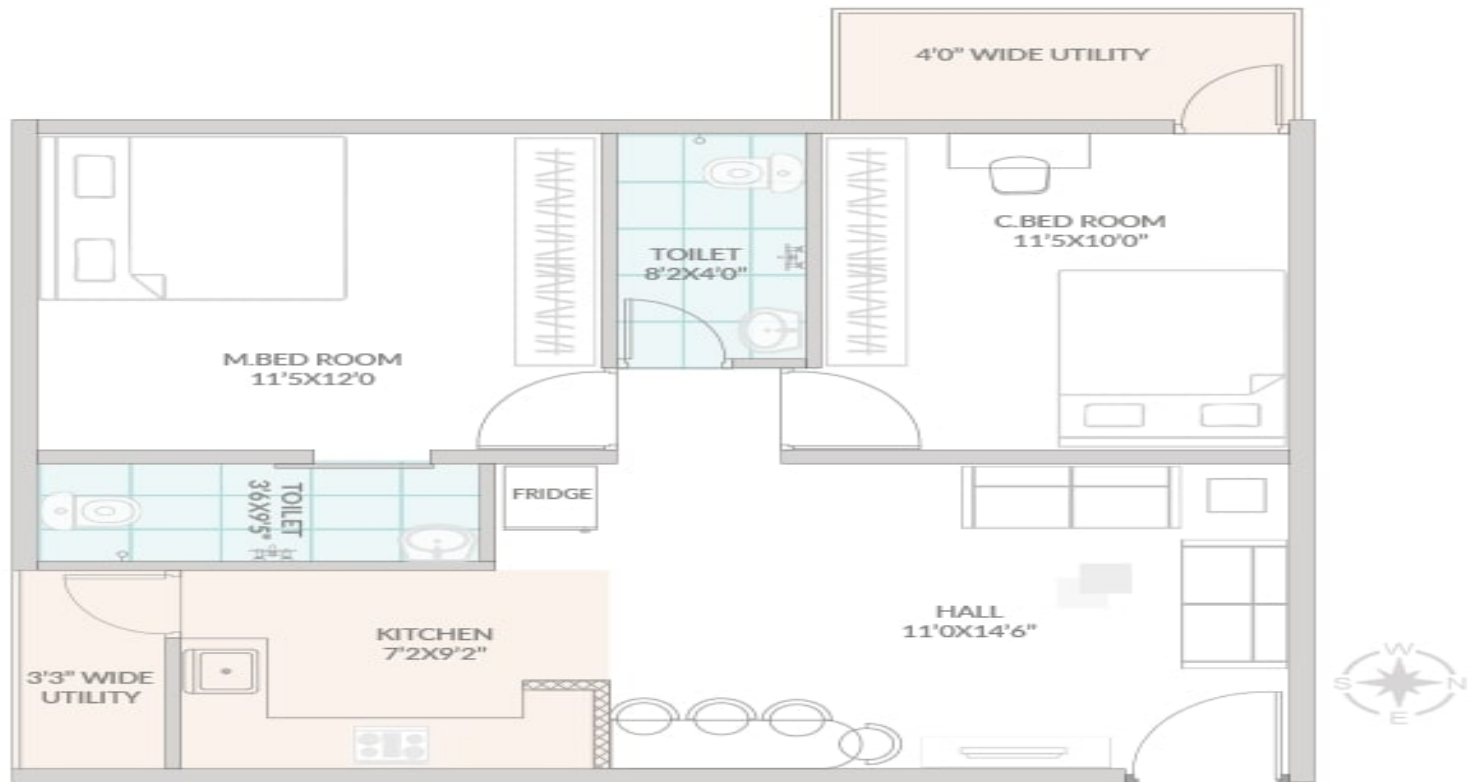 4'0" WIDE UTILITY
C.BED ROOM
11'5X10'0"
TOILET
8'2X4'0"
M.BED ROOM
11'5X12'0
TOILET
3'6X9'5"
FRIDGE
HALL
11'0X14'6"
KITCHEN
7'2X9'2"
3'3" WIDE
UTILITY
W
S
N
E